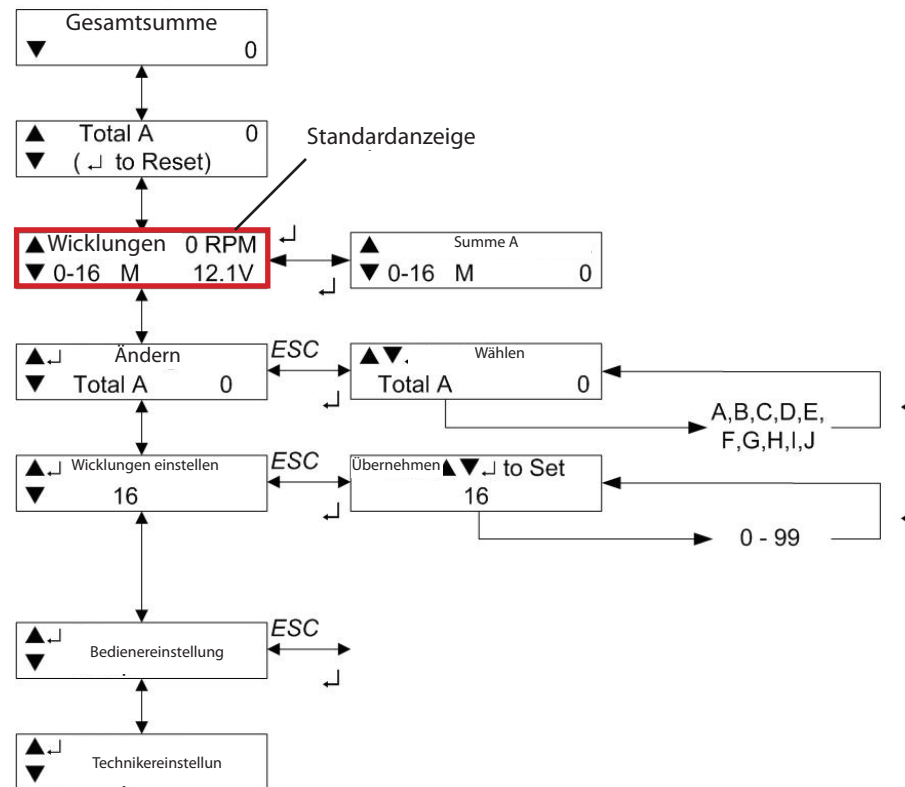 Gesamtsumme
▼ 0
▲ Total A 0
▼ ( ↵ to Reset)
Standardanzeige
▲ Wicklungen 0 RPM
▼ 0-16 M 12.1V
↵
↵
▲ Summe A
▼ 0-16 M 0
▲↵ Ändern
▼ Total A 0
ESC
↵
▲▼ Wählen
Total A 0
A,B,C,D,E,
F,G,H,I,J
▲↵ Wicklungen einstellen
▼ 16
ESC
↵
Übernehmen ▲▼↵ to Set
16
0 - 99
▲↵
▼ Bedienereinstellung
ESC
↵
▲↵
▼ Technikereinstellun